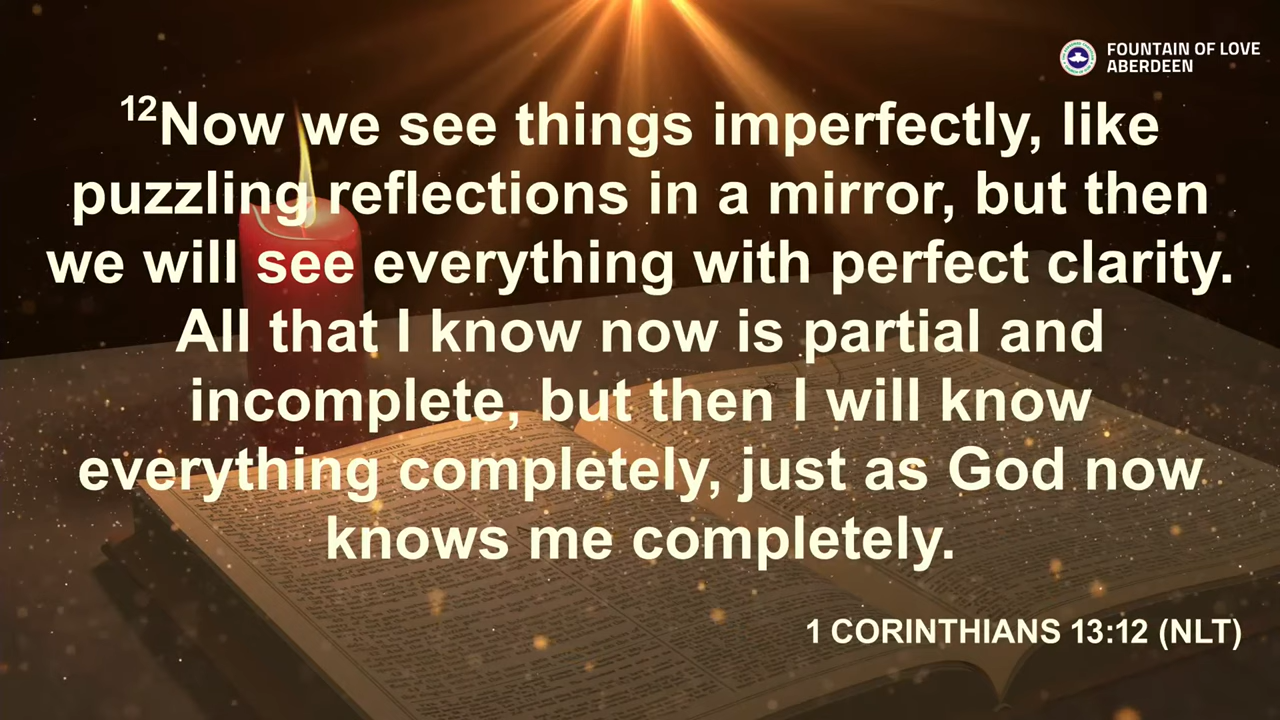 FOUNTAIN OF LOVE
ABERDEEN
12Now we see things imperfectly, like
puzzling reflections in a mirror, but then
we will see everything with perfect clarity.
All that I know now is partial and
incomplete, but then I will know
everything completely, just as God now
knows me completely.
1 CORINTHIANS 13:12 (NLT)